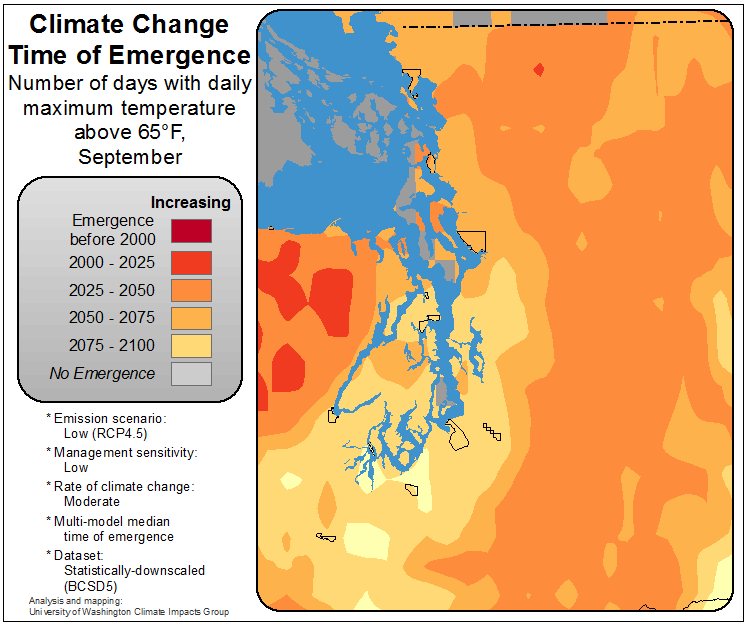 Climate Change
Time of Emergence
Number of days with daily
maximum temperature
above 65°F,
September
Increasing
Emergence
before 2000
2000 - 2025
2025 - 2050
2050 - 2075
2075 - 2100
No Emergence
* Emission scenario:
Low (RCP4.5)
* Management sensitivity:
Low
* Rate of climate change:
Moderate
* Multi-model median
time of emergence
* Dataset:
Statistically-downscaled
(BCSD5)
Analysis and mapping:
University of Washington Climate Impacts Group